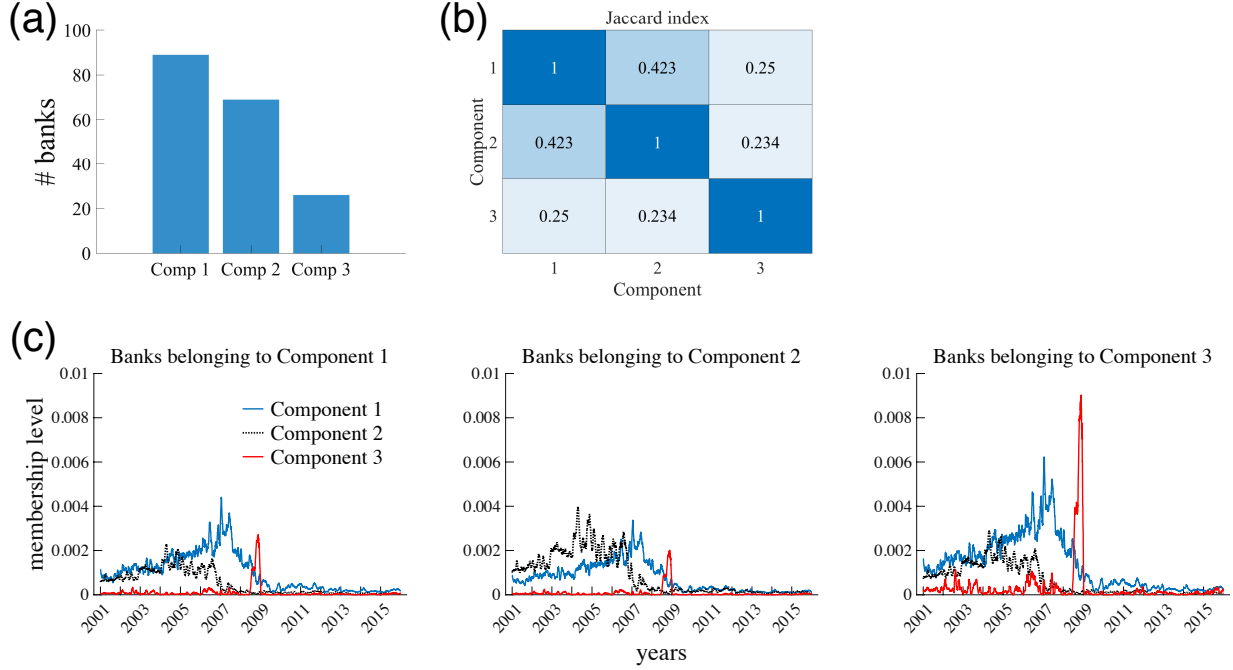 (a)
100
80
60
40
20
0
# banks
Comp 1 Comp 2 Comp 3
(b)
Jaccard index
1 1 0.423 0.25
2 0.423 1 0.234
3 0.25 0.234 1
Component
1 2 3
Component
(c)
Banks belonging to Component 1
0.01
0.008
0.006
0.004
0.002
0
membership level
Component 1
Component 2
Component 3
2001 2003 2005 2007 2009 2011 2013 2015
Banks belonging to Component 2
0.01
0.008
0.006
0.004
0.002
0
2001 2003 2005 2007 2009 2011 2013 2015
years
Banks belonging to Component 3
0.01
0.008
0.006
0.004
0.002
0
2001 2003 2005 2007 2009 2011 2013 2015